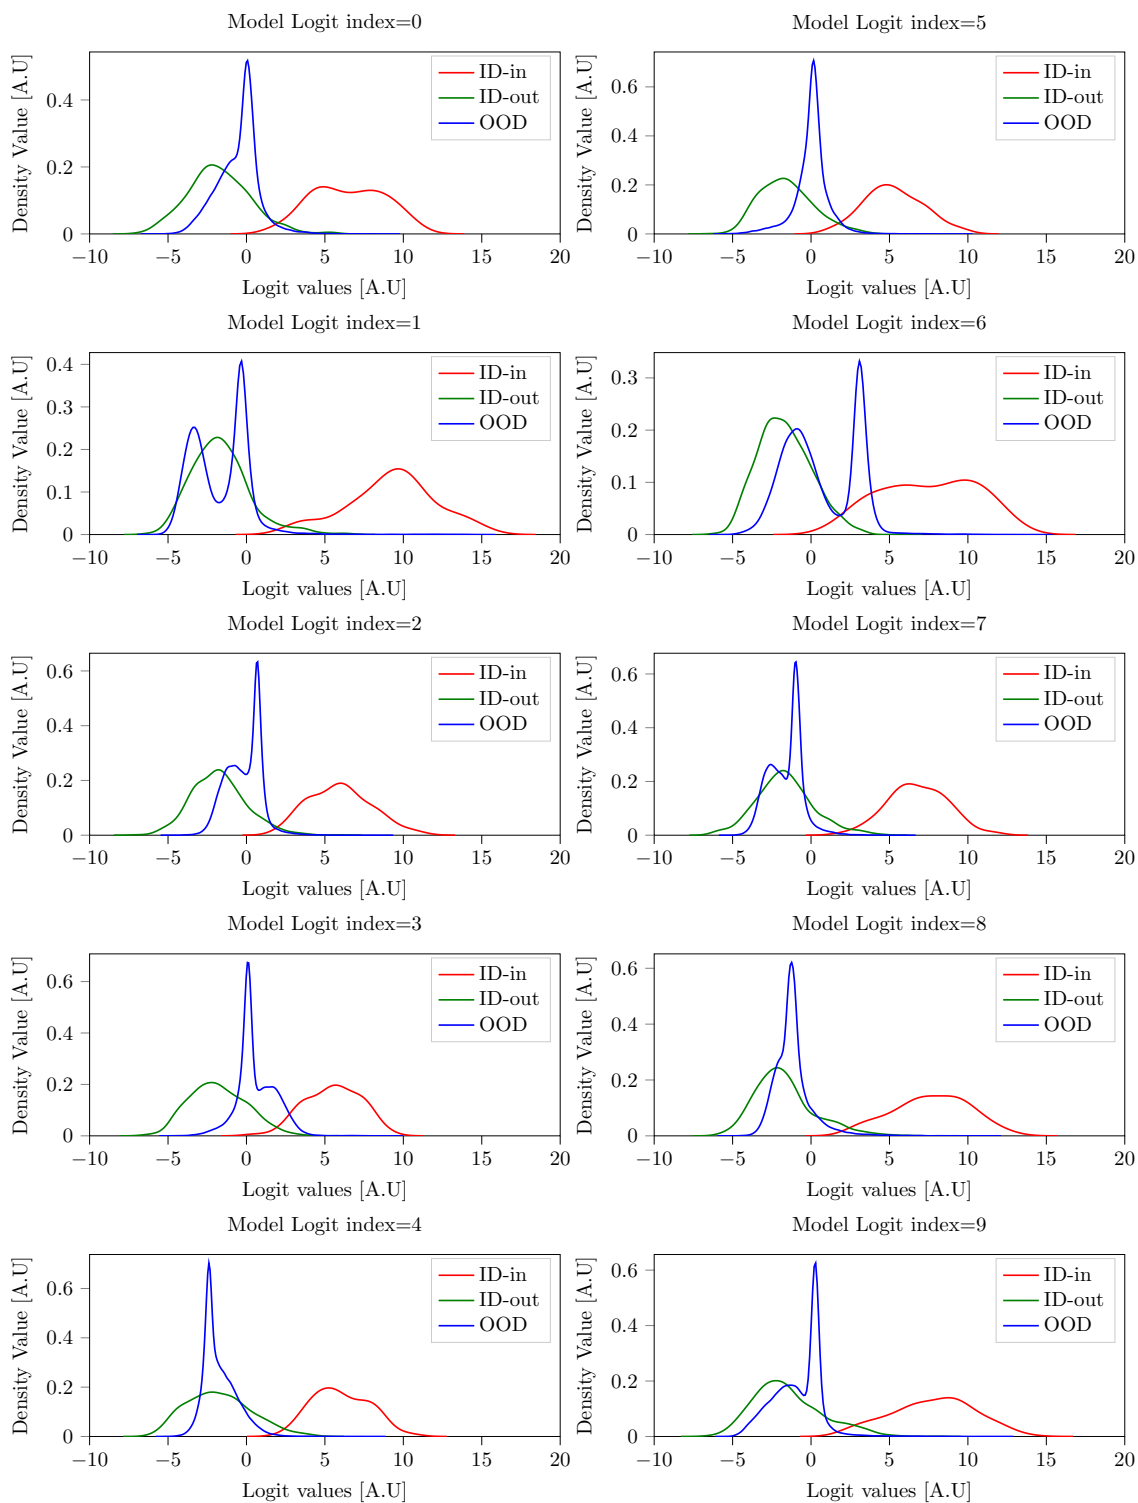 Model Logit index=0
Density Value [A.U]
0.4
0.2
0
ID-in
ID-out
OOD
−10 −5 0 5 10 15 20
Logit values [A.U]
Model Logit index=5
Density Value [A.U]
0.6
0.4
0.2
0
ID-in
ID-out
OOD
−10 −5 0 5 10 15 20
Logit values [A.U]
Model Logit index=1
Density Value [A.U]
0.4
0.3
0.2
0.1
0
ID-in
ID-out
OOD
−10 −5 0 5 10 15 20
Logit values [A.U]
Model Logit index=6
Density Value [A.U]
0.3
0.2
0.1
0
ID-in
ID-out
OOD
−10 −5 0 5 10 15 20
Logit values [A.U]
Model Logit index=2
Density Value [A.U]
0.6
0.4
0.2
0
ID-in
ID-out
OOD
−10 −5 0 5 10 15 20
Logit values [A.U]
Model Logit index=7
Density Value [A.U]
0.6
0.4
0.2
0
ID-in
ID-out
OOD
−10 −5 0 5 10 15 20
Logit values [A.U]
Model Logit index=3
Density Value [A.U]
0.6
0.4
0.2
0
ID-in
ID-out
OOD
−10 −5 0 5 10 15 20
Logit values [A.U]
Model Logit index=8
Density Value [A.U]
0.6
0.4
0.2
0
ID-in
ID-out
OOD
−10 −5 0 5 10 15 20
Logit values [A.U]
Model Logit index=4
Density Value [A.U]
0.6
0.4
0.2
0
ID-in
ID-out
OOD
−10 −5 0 5 10 15 20
Logit values [A.U]
Model Logit index=9
Density Value [A.U]
0.6
0.4
0.2
0
ID-in
ID-out
OOD
−10 −5 0 5 10 15 20
Logit values [A.U]